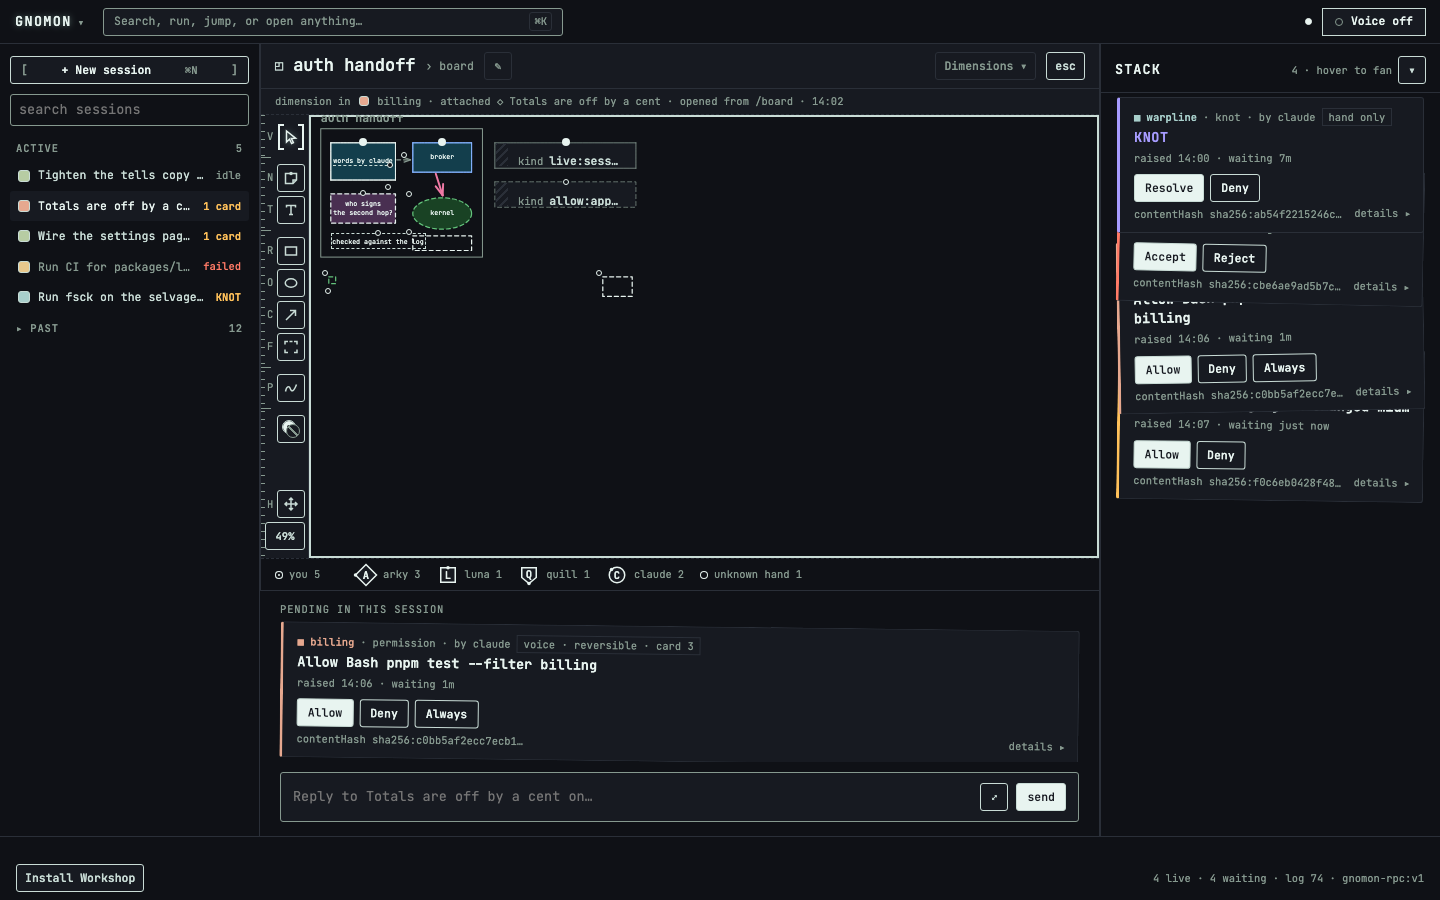 GNOMON ▾
Search, run, jump, or open anything…
⌘K
○ Voice off
[ + New session ⌘N ]
search sessions
ACTIVE 5
Tighten the tells copy … idle
Totals are off by a c… 1 card
Wire the settings pag… 1 card
Run CI for packages/l… failed
Run fsck on the selvage… KNOT
▸ PAST 12
auth handoff › board ✎
Dimensions ▾
esc
dimension in billing · attached ◇ Totals are off by a cent · opened from /board · 14:02
V
N
T
R
O
C
F
P
H
49%
auth handoff
words by claude
broker
who signs
the second hop?
kernel
checked against the log
kind live:sess…
kind allow:app…
you 5
A arky 3
L luna 1
Q quill 1
C claude 2
unknown hand 1
PENDING IN THIS SESSION
billing · permission · by claude voice · reversible · card 3
Allow Bash pnpm test --filter billing
raised 14:06 · waiting 1m
Allow Deny Always
contentHash sha256:c0bb5af2ecc7ecb1…
details ▸
Reply to Totals are off by a cent on…
↗ send
STACK
4 · hover to fan ▾
warpline · knot · by claude hand only
KNOT
raised 14:00 · waiting 7m
Resolve Deny
contentHash sha256:ab54f2215246c… details ▸
Accept Reject
contentHash sha256:cbe6ae9ad5b7c… details ▸
billing
raised 14:06 · waiting 1m
Allow Deny Always
contentHash sha256:c0bb5af2ecc7e… details ▸
raised 14:07 · waiting just now
Allow Deny
contentHash sha256:f0c6eb0428f48… details ▸
Install Workshop
4 live · 4 waiting · log 74 · gnomon-rpc:v1